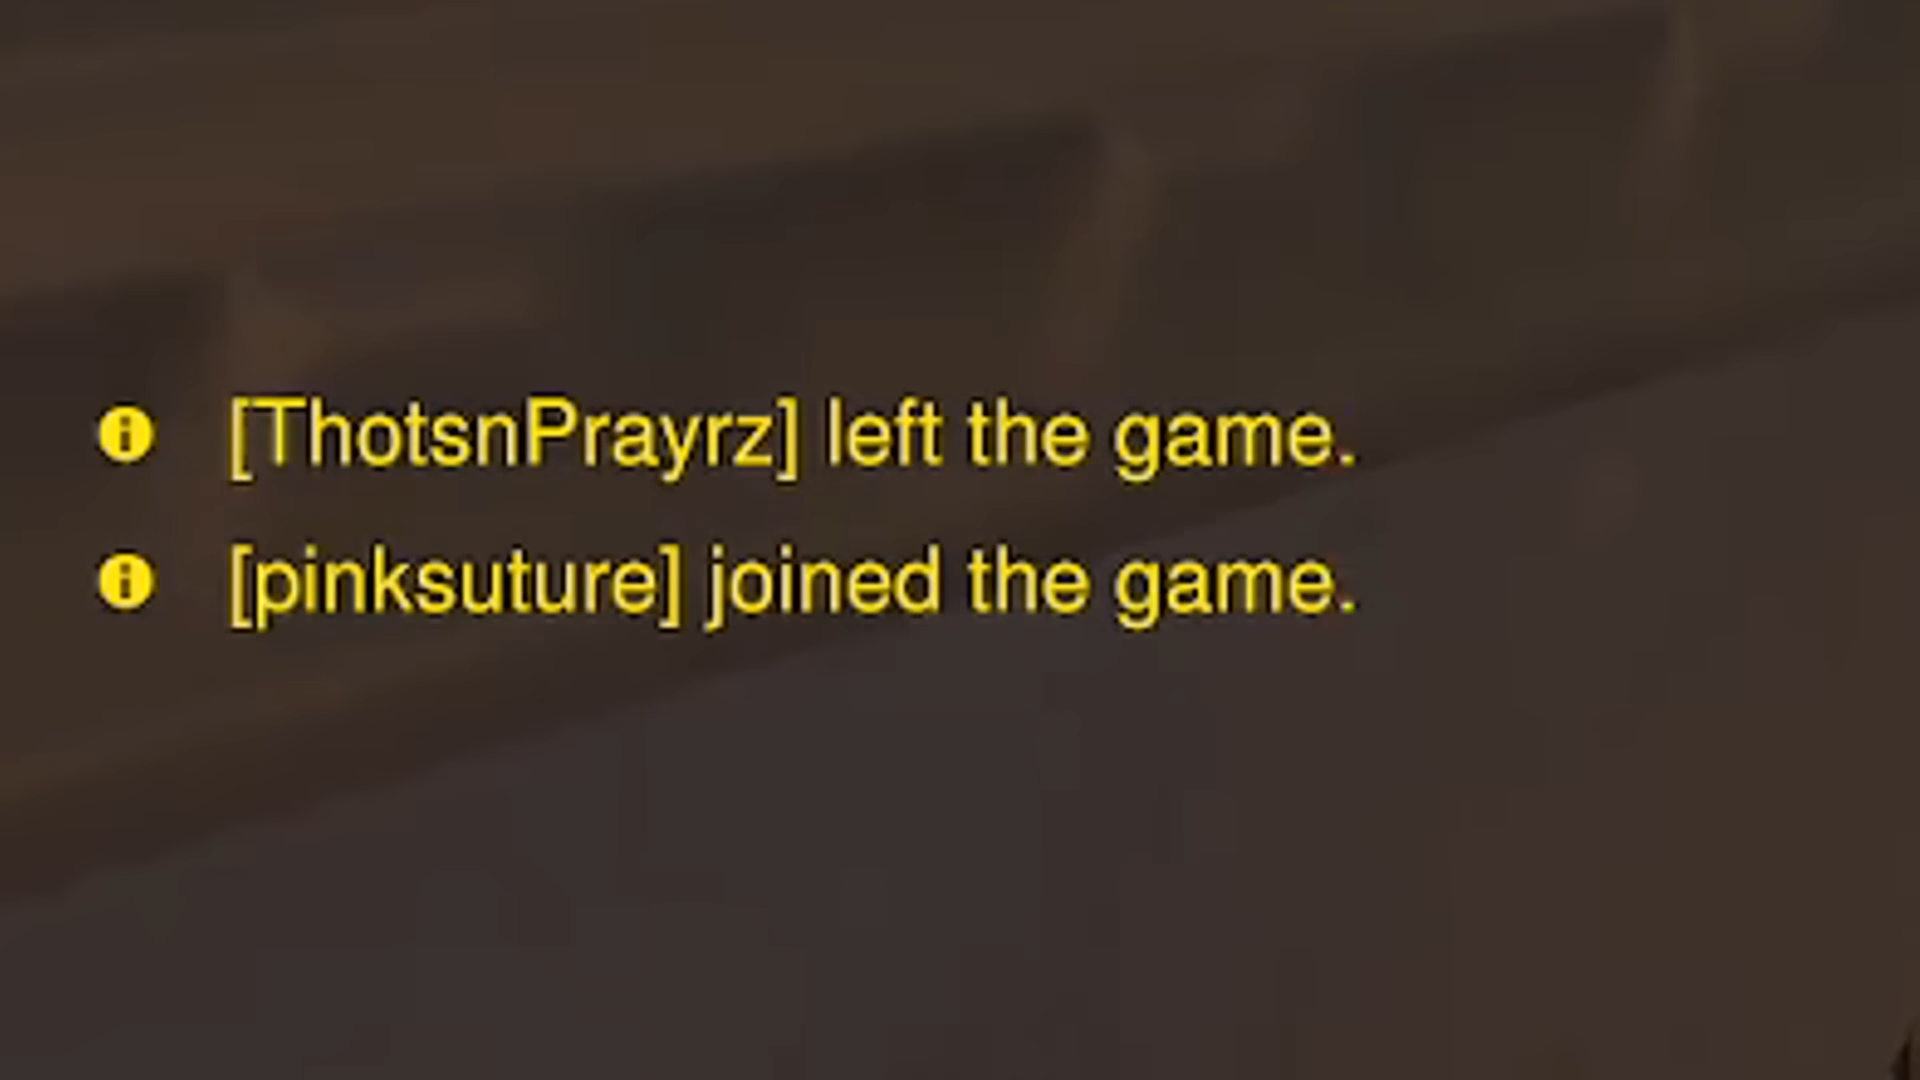 [ThotsnPrayrz] left the game.
[pinksuture] joined the game.